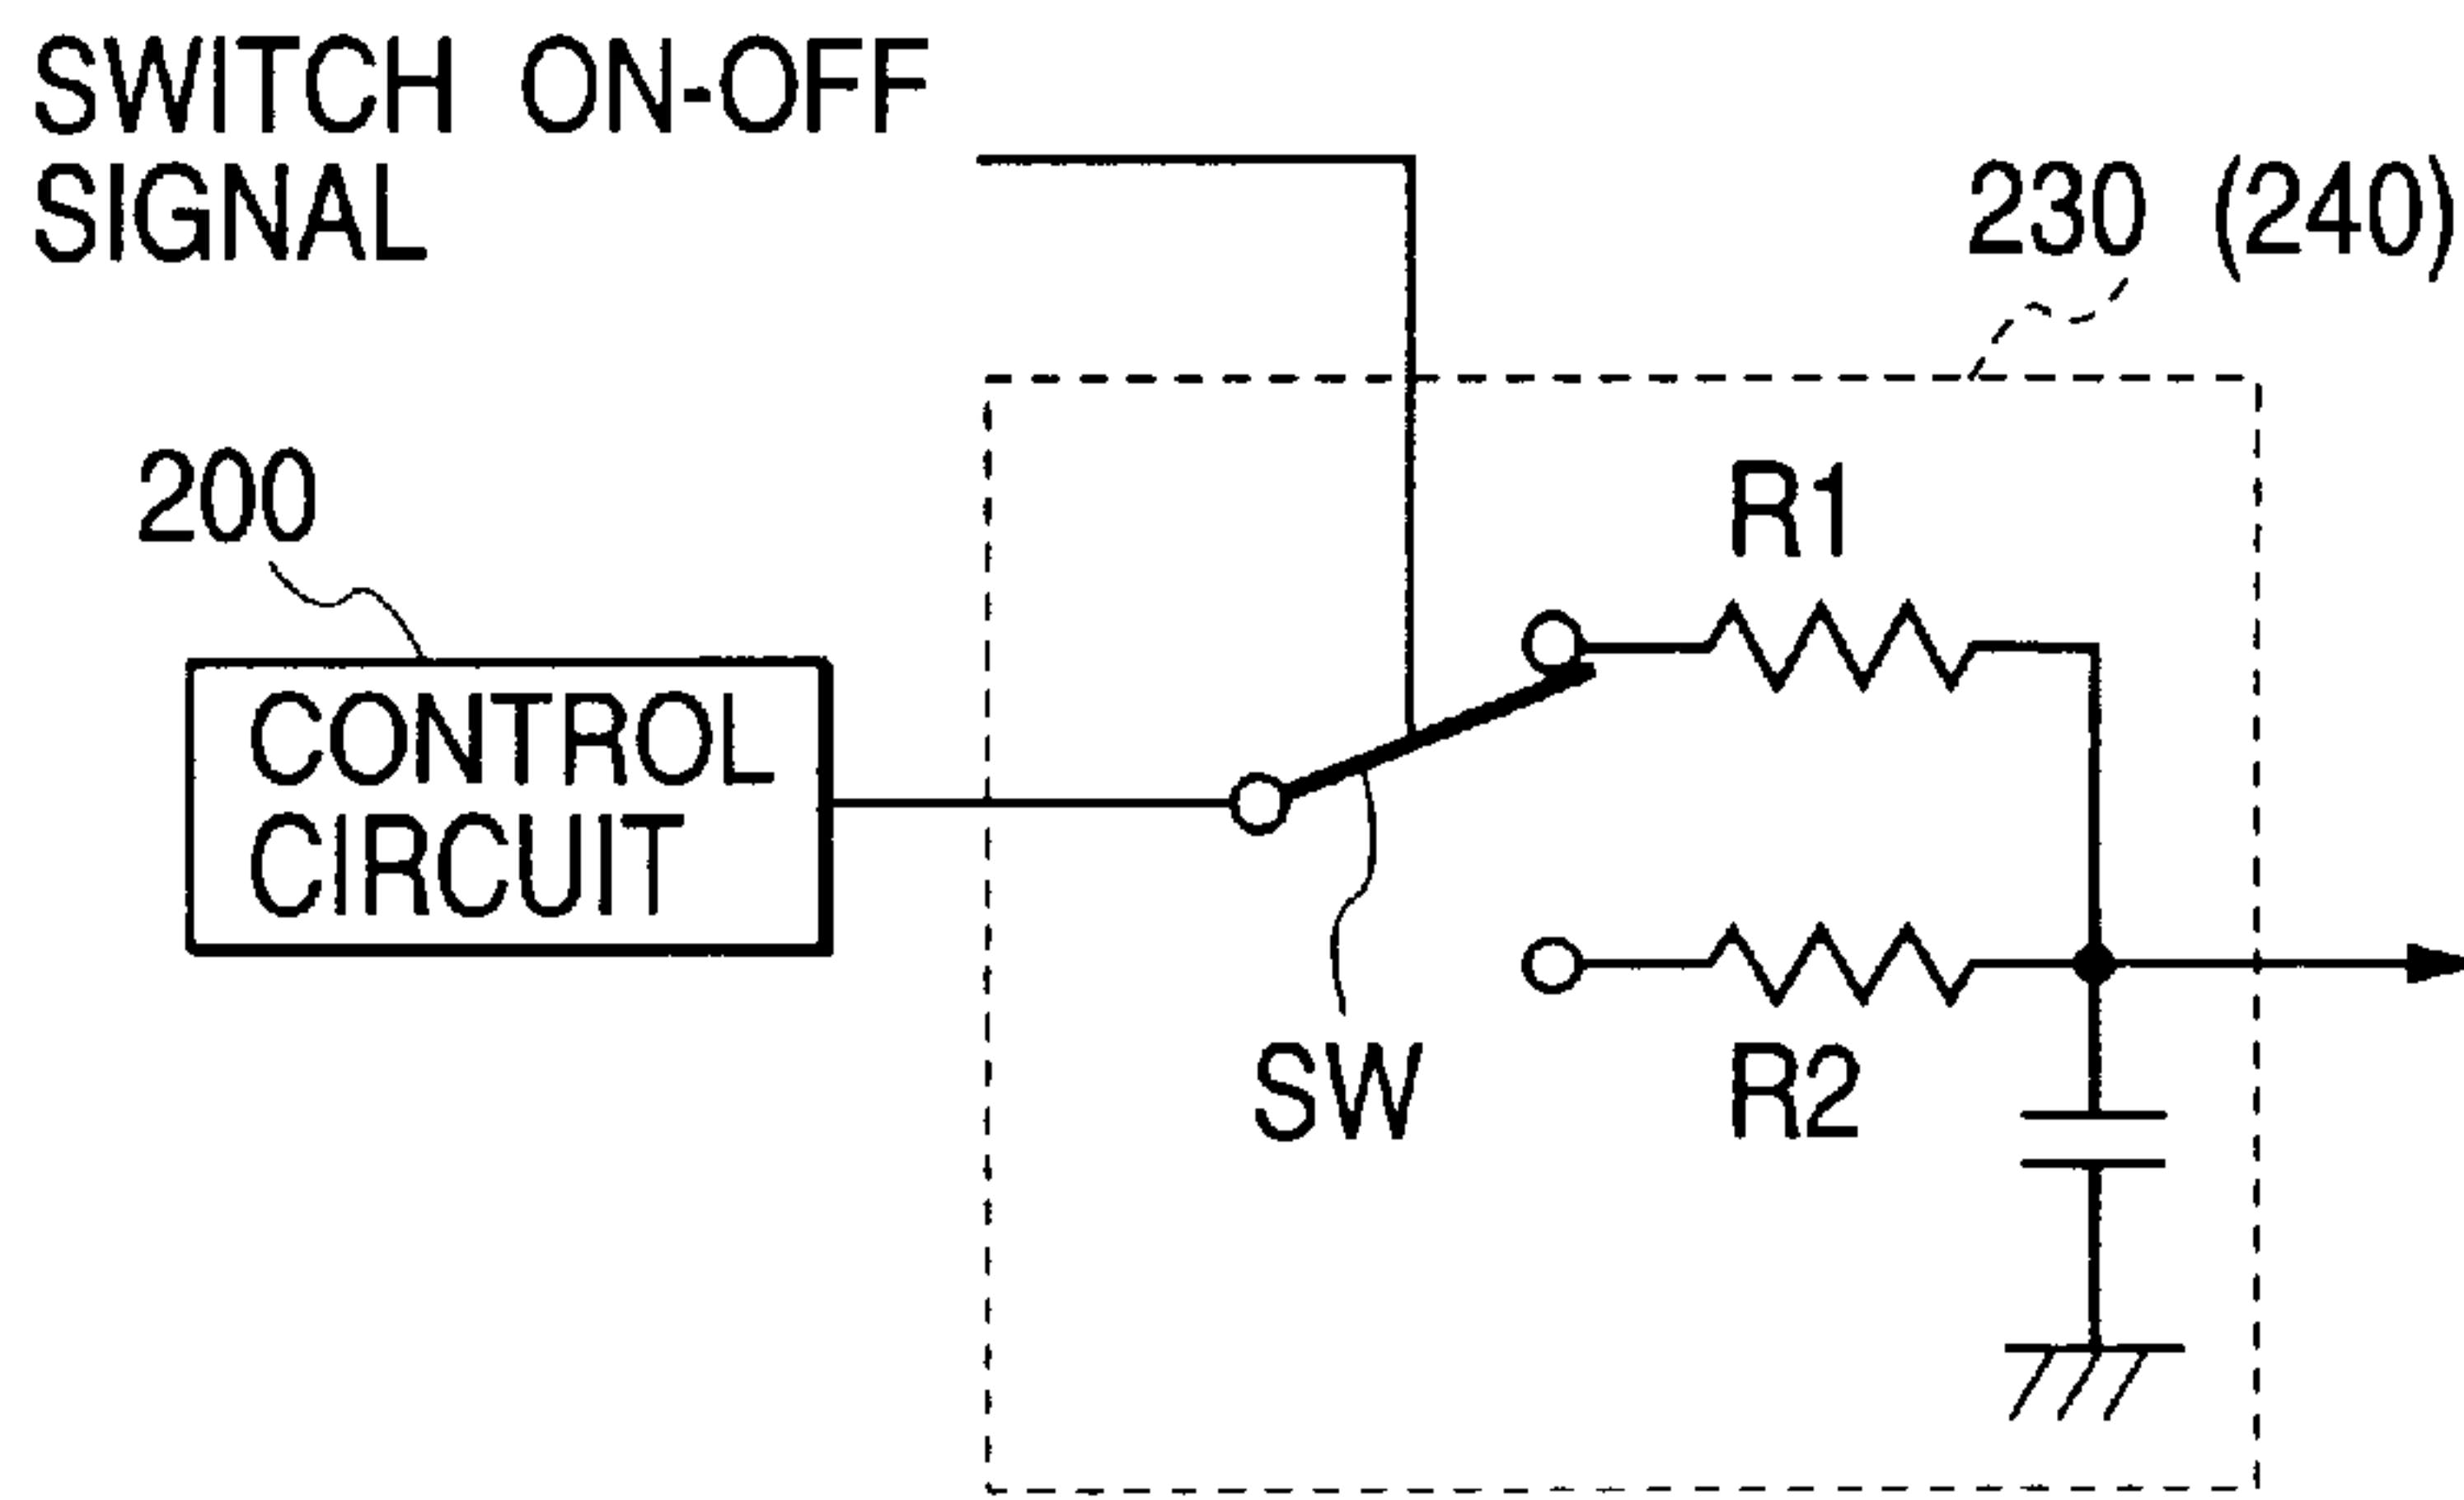 SWITCH ON-OFF
SIGNAL
230 (240)
200
R1
CONTROL
CIRCUIT
SW
R2